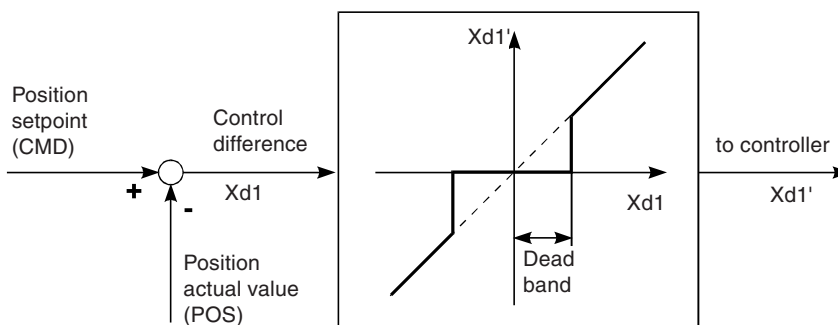 Position
setpoint
(CMD)
+
-
Control
difference
Xd1
Position
actual value
(POS)
Xd1'
Xd1
Dead
band
to controller
Xd1'